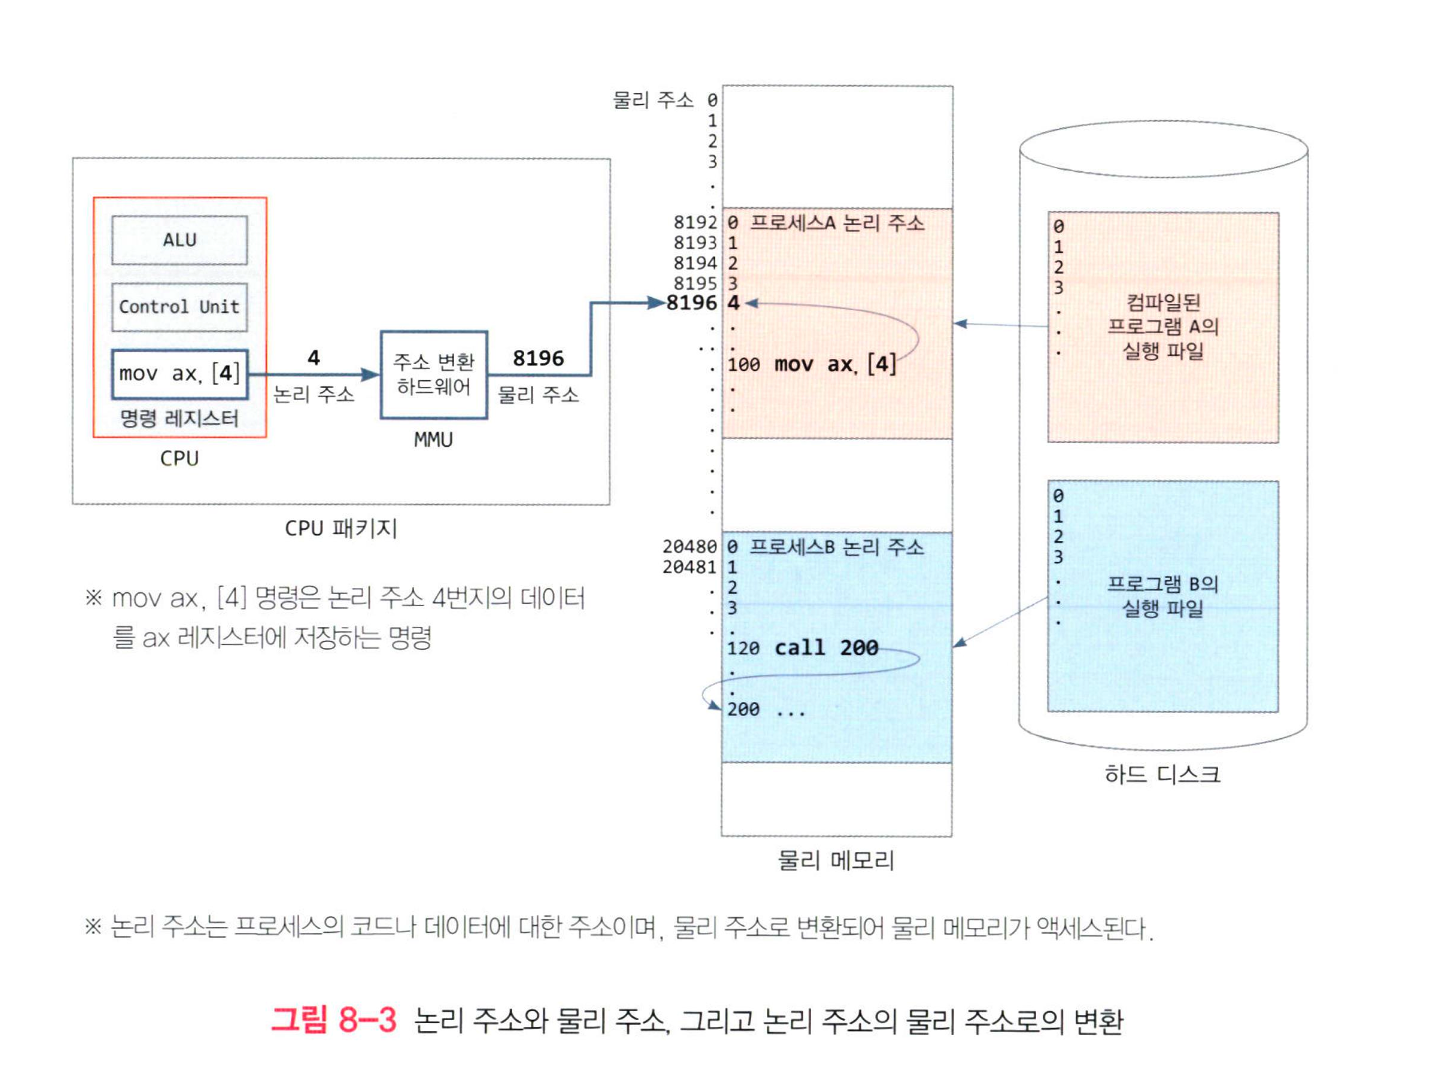 물리 주소 0
1
2
3
.
.
ALU
Control Unit
mov ax, [4]
명령 레지스터
CPU
4
논리 주소
주소 변환
하드웨어
MMU
8196
물리 주소
CPU 패키지
8192 0 프로세스A 논리 주소
8193 1
8194 2
8195 3
8196 4
. .
. . .
100 mov ax, [4]
. .
. .
.
.
.
.
.
20480 0 프로세스B 논리 주소
20481 1
. 2
. 3
. .
120 call 200
.
.
200 ...
물리 메모리
0
1
2
3
.
.
.
컴파일된
프로그램 A의
실행 파일
0
1
2
3
.
.
.
프로그램 B의
실행 파일
하드 디스크
※ mov ax, [4] 명령은 논리 주소 4번지의 데이터
를 ax 레지스터에 저장하는 명령
※ 논리 주소는 프로세스의 코드나 데이터에 대한 주소이며, 물리 주소로 변환되어 물리 메모리가 액세스된다.
그림 8-3 논리 주소와 물리 주소, 그리고 논리 주소의 물리 주소로의 변환